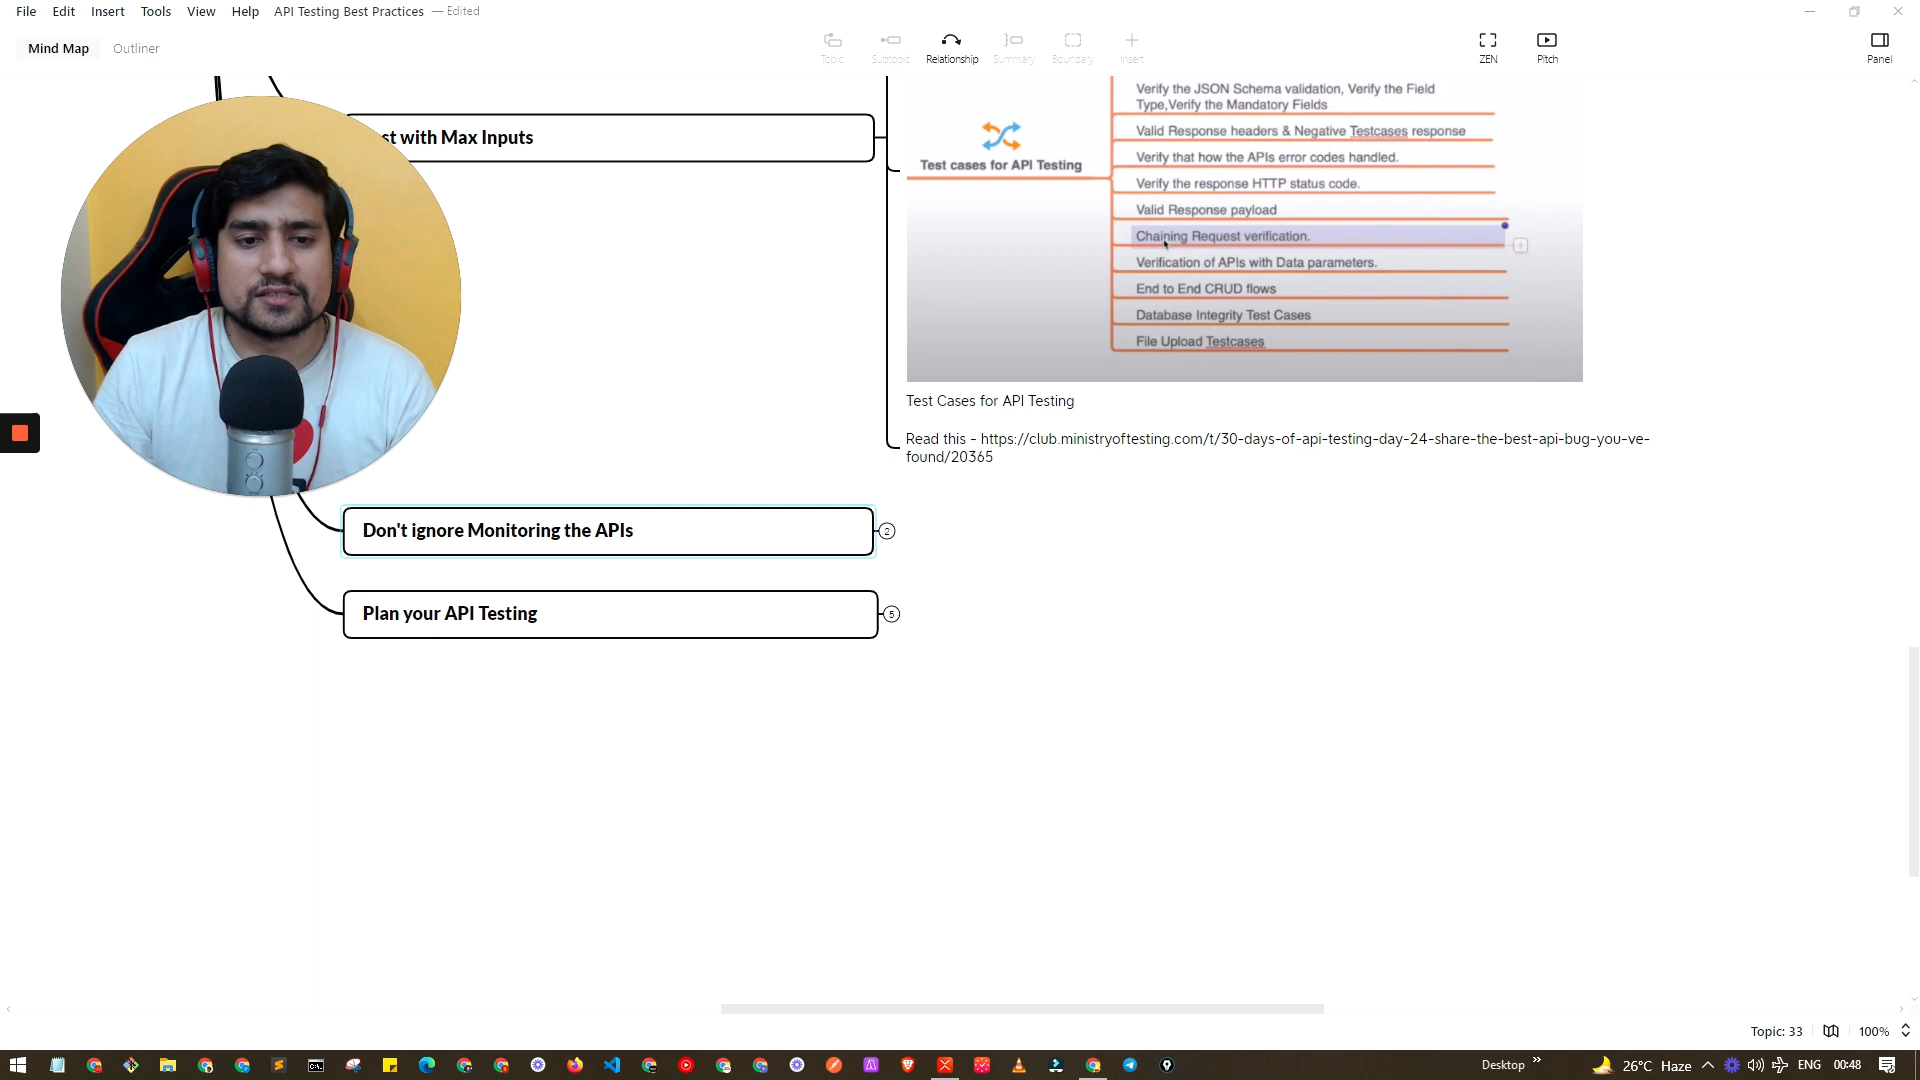 File Edit Insert Tools View Help API Testing Best Practices — Edited
Mind Map Outliner
Topic Subtopic Relationship Summary Boundary Insert ZEN Pitch Panel
st with Max Inputs
Test cases for API Testing
Verify the JSON Schema validation, Verify the Field
Type,Verify the Mandatory Fields
Valid Response headers & Negative Testcases response
Verify that how the APIs error codes handled.
Verify the response HTTP status code.
Valid Response payload
Chaining Request verification.
Verification of APIs with Data parameters.
End to End CRUD flows
Database Integrity Test Cases
File Upload Testcases
Test Cases for API Testing
Read this - https://club.ministryoftesting.com/t/30-days-of-api-testing-day-24-share-the-best-api-bug-you-ve-
found/20365
Don't ignore Monitoring the APIs 2
Plan your API Testing 5
Topic: 33 100%
Desktop 26°C Haze ENG 00:48